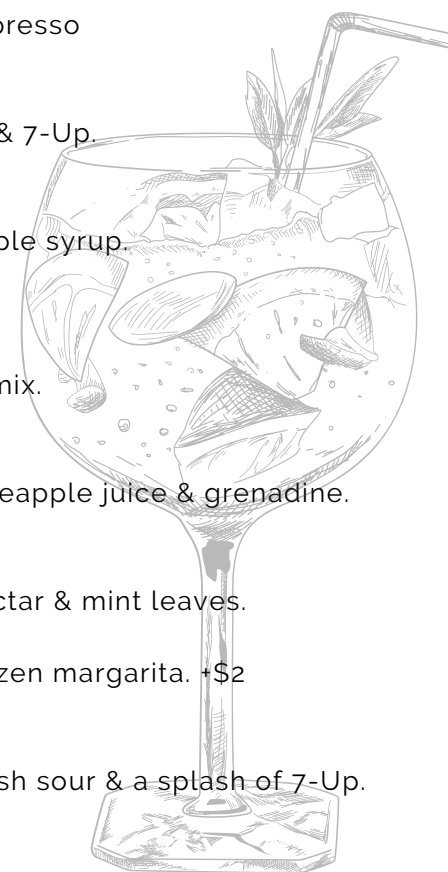 presso
& 7-Up.
ple syrup.
mix.
eapple juice & grenadine.
ctar & mint leaves.
zen margarita. +$2
sh sour & a splash of 7-Up.